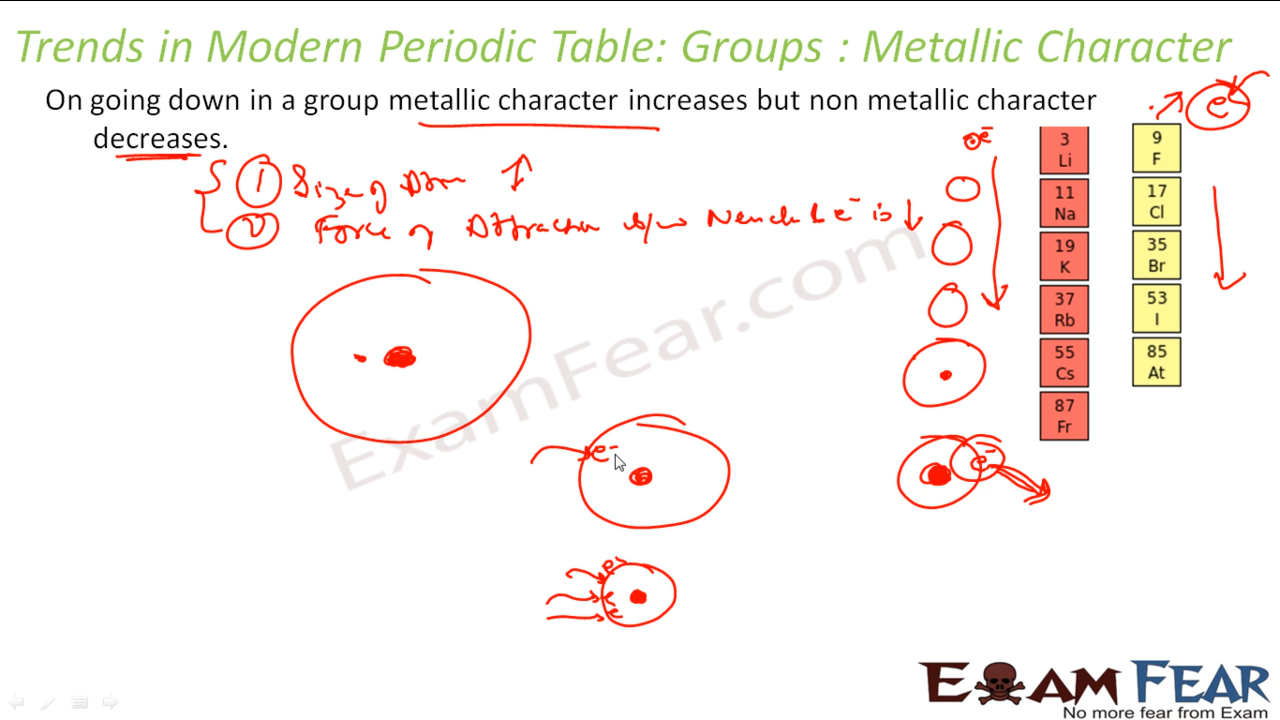 Trends in Modern Periodic Table: Groups : Metallic Character
On going down in a group metallic character increases but non metallic character
decreases.
e
e-
1 Size of Atom ↑
2 Force of Attraction b/w & e- is ↓
3
Li
11
Na
19
K
37
Rb
55
Cs
87
Fr
9
F
17
Cl
35
Br
53
I
85
At
e-
e-
e-
e
e
ExamFear.com
EXAM FEAR
No more fear from Exam